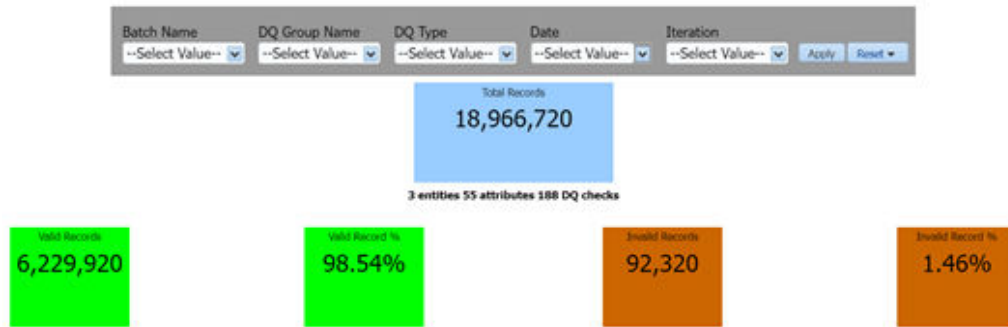 Batch Name DQ Group Name DQ Type Date Iteration
--Select Value-- --Select Value-- --Select Value-- --Select Value-- --Select Value-- Apply Reset
Total Records
18,966,720
3 entities 55 attributes 188 DQ checks
Valid Records Valid Record % Invalid Records Invalid Record %
6,229,920 98.54% 92,320 1.46%